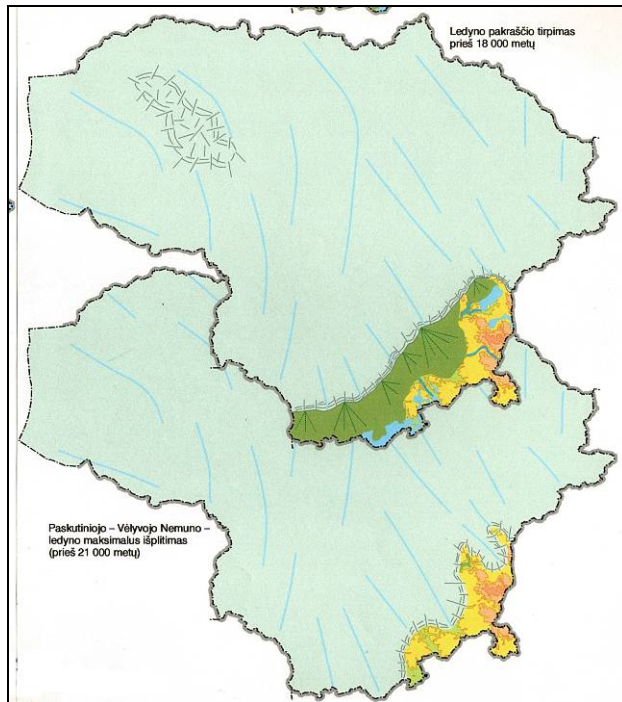 Ledyno pakraščio tirpimas
prieš 18 000 metų
Paskutiniojo – Vėlyvojo Nemuno –
ledyno maksimalus išplitimas
(prieš 21 000 metų)